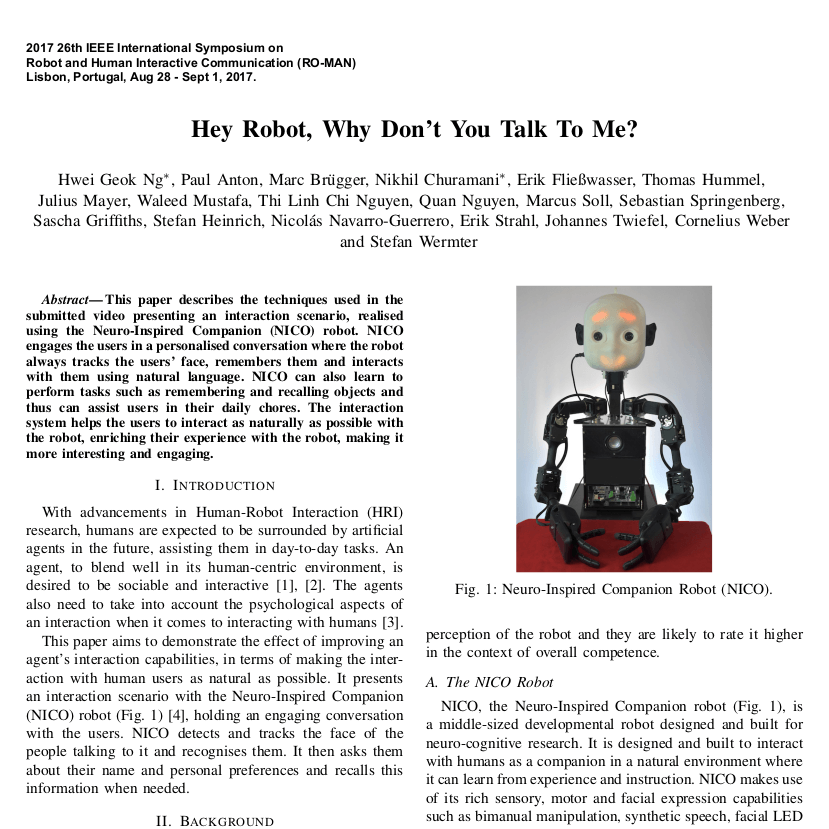 2017 26th IEEE International Symposium on
Robot and Human Interactive Communication (RO-MAN)
Lisbon, Portugal, Aug 28 - Sept 1, 2017.
Hey Robot, Why Don't You Talk To Me?
Hwei Geok Ng*, Paul Anton, Marc Brügger, Nikhil Churamani*, Erik Fließwasser, Thomas Hummel,
Julius Mayer, Waleed Mustafa, Thi Linh Chi Nguyen, Quan Nguyen, Marcus Soll, Sebastian Springenberg,
Sascha Griffiths, Stefan Heinrich, Nicolás Navarro-Guerrero, Erik Strahl, Johannes Twiefel, Cornelius Weber
and Stefan Wermter
Abstract—This paper describes the techniques used in the
submitted video presenting an interaction scenario, realised
using the Neuro-Inspired Companion (NICO) robot. NICO
engages the users in a personalised conversation where the robot
always tracks the users' face, remembers them and interacts
with them using natural language. NICO can also learn to
perform tasks such as remembering and recalling objects and
thus can assist users in their daily chores. The interaction
system helps the users to interact as naturally as possible with
the robot, enriching their experience with the robot, making it
more interesting and engaging.
I. INTRODUCTION
With advancements in Human-Robot Interaction (HRI)
research, humans are expected to be surrounded by artificial
agents in the future, assisting them in day-to-day tasks. An
agent, to blend well in its human-centric environment, is
desired to be sociable and interactive [1], [2]. The agents
also need to take into account the psychological aspects of
an interaction when it comes to interacting with humans [3].
This paper aims to demonstrate the effect of improving an
agent's interaction capabilities, in terms of making the inter-
action with human users as natural as possible. It presents
an interaction scenario with the Neuro-Inspired Companion
(NICO) robot (Fig. 1) [4], holding an engaging conversation
with the users. NICO detects and tracks the face of the
people talking to it and recognises them. It then asks them
about their name and personal preferences and recalls this
information when needed.
II. BACKGROUND
Fig. 1: Neuro-Inspired Companion Robot (NICO).
perception of the robot and they are likely to rate it higher
in the context of overall competence.
A. The NICO Robot
NICO, the Neuro-Inspired Companion robot (Fig. 1), is
a middle-sized developmental robot designed and built for
neuro-cognitive research. It is designed and built to interact
with humans as a companion in a natural environment where
it can learn from experience and instruction. NICO makes use
of its rich sensory, motor and facial expression capabilities
such as bimanual manipulation, synthetic speech, facial LED